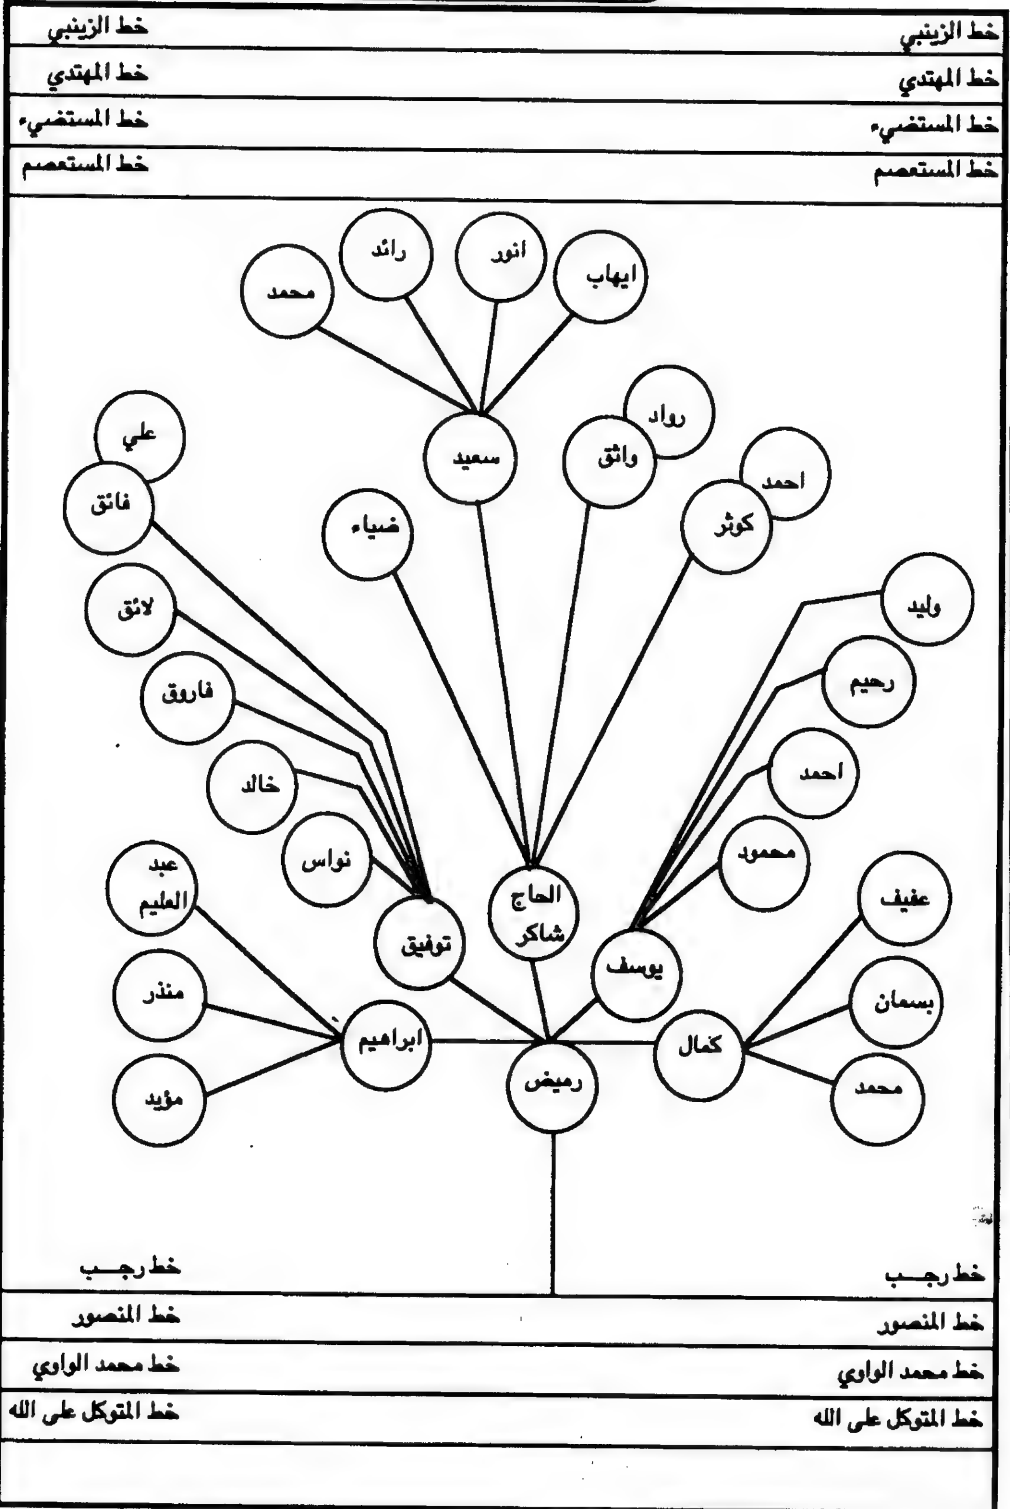 خط الزينبي خط الزينبي
خط المهتدي خط المهتدي
خط المستضيء خط المستضيء
خط المستعصم خط المستعصم
ايهاب
انور
رائد
محمد
رواد
واثق
سعيد
احمد
كوثر
ضياء
علي
فائق
لائق
فاروق
خالد
نواس
وليد
رحيم
احمد
محمود
عفيف
بسمان
محمد
عبد
العليم
منذر
مؤيد
الحاج
شاكر
توفيق
يوسف
كمال
ابراهيم
رميض
خط رجــب خط رجــب
خط المنصور خط المنصور
خط محمد الواوي خط محمد الواوي
خط المتوكل على الله خط المتوكل على الله